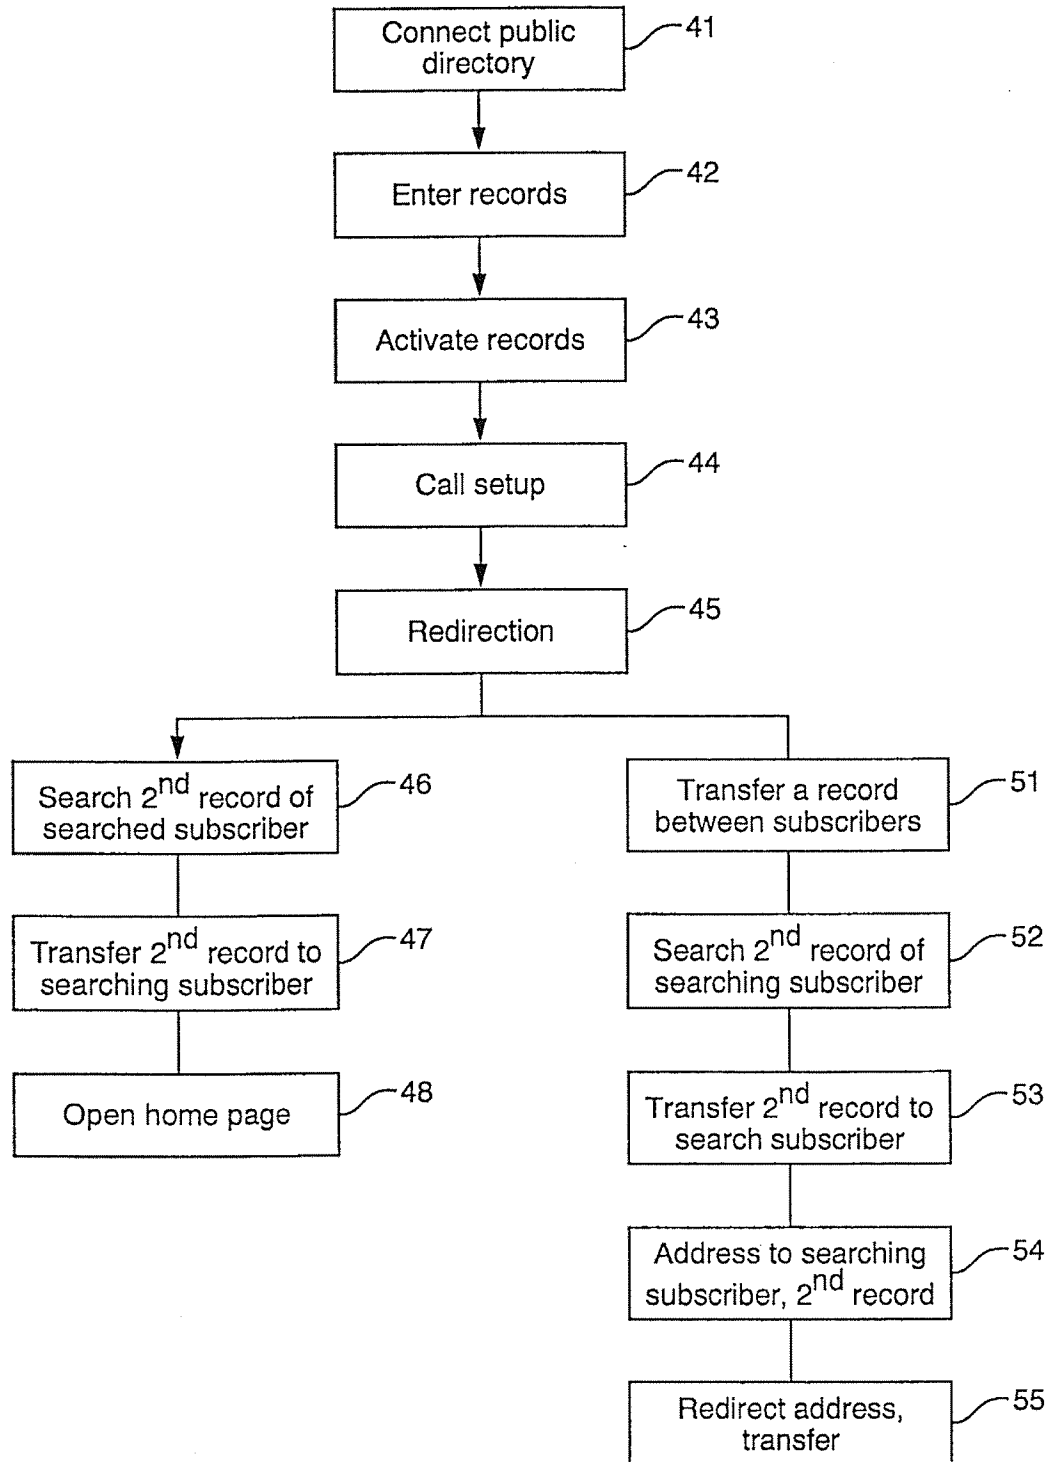 Connect public
directory
41
Enter records
42
Activate records
43
Call setup
44
Redirection
45
Search 2nd record of
searched subscriber
46
Transfer 2nd record to
searching subscriber
47
Open home page
48
Transfer a record
between subscribers
51
Search 2nd record of
searching subscriber
52
Transfer 2nd record to
search subscriber
53
Address to searching
subscriber, 2nd record
54
Redirect address,
transfer
55